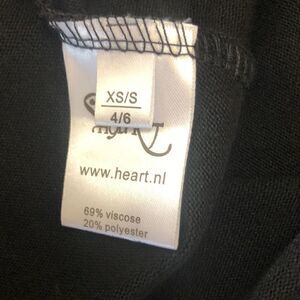 XS/S
4/6
www.heart.nl
69% viscose
20% polyester